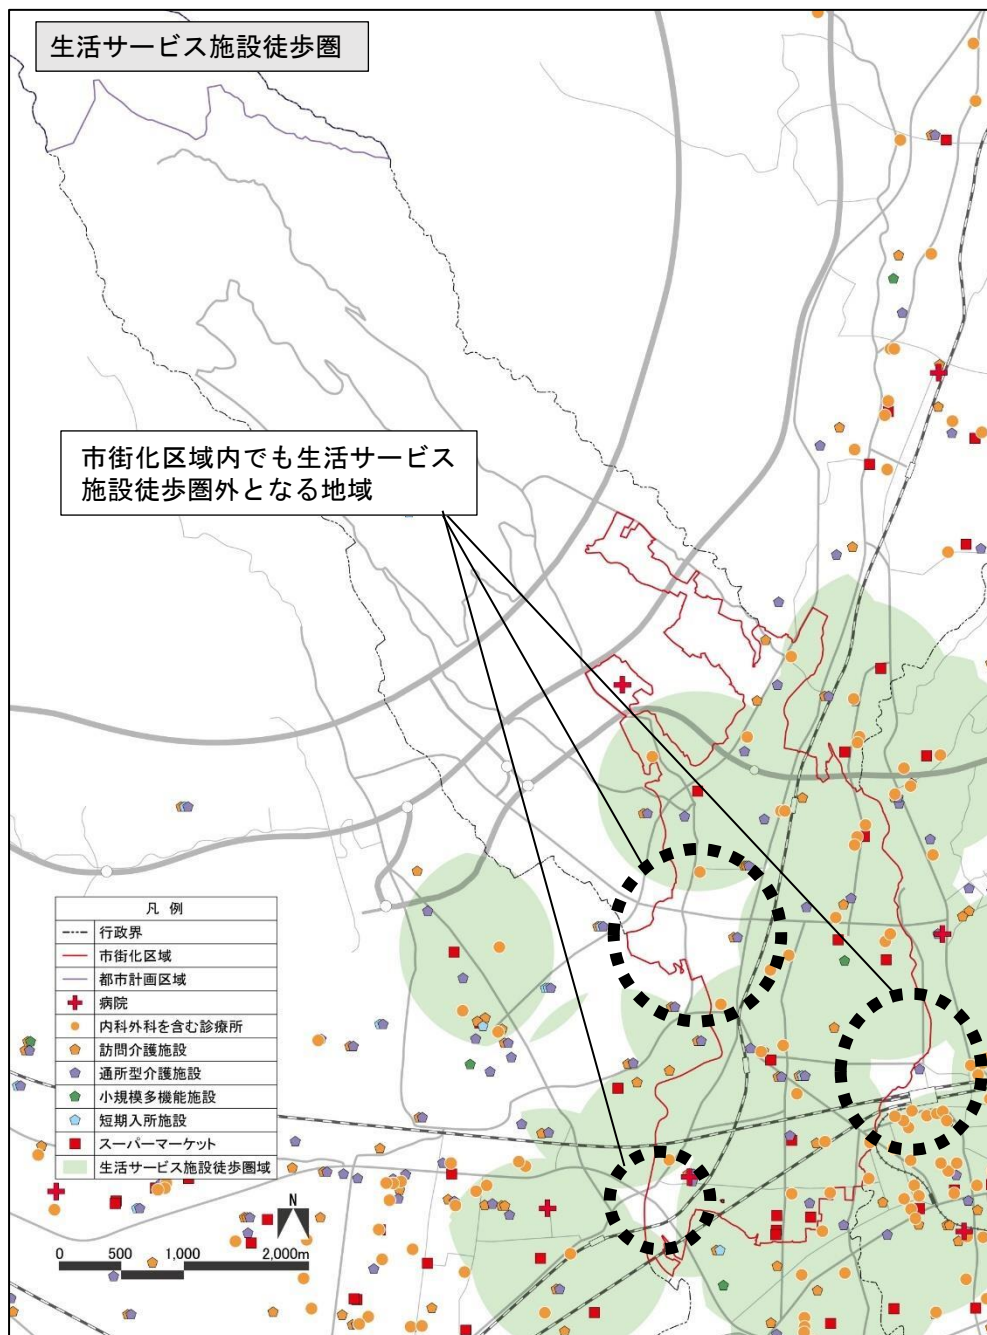 生活サービス施設徒歩圏
市街化区域内でも生活サービス
施設徒歩圏外となる地域
凡 例
行政界
市街化区域
都市計画区域
病院
内科外科を含む診療所
訪問介護施設
通所型介護施設
小規模多機能施設
短期入所施設
スーパーマーケット
生活サービス施設徒歩圏域
N
0 500 1,000 2,000m